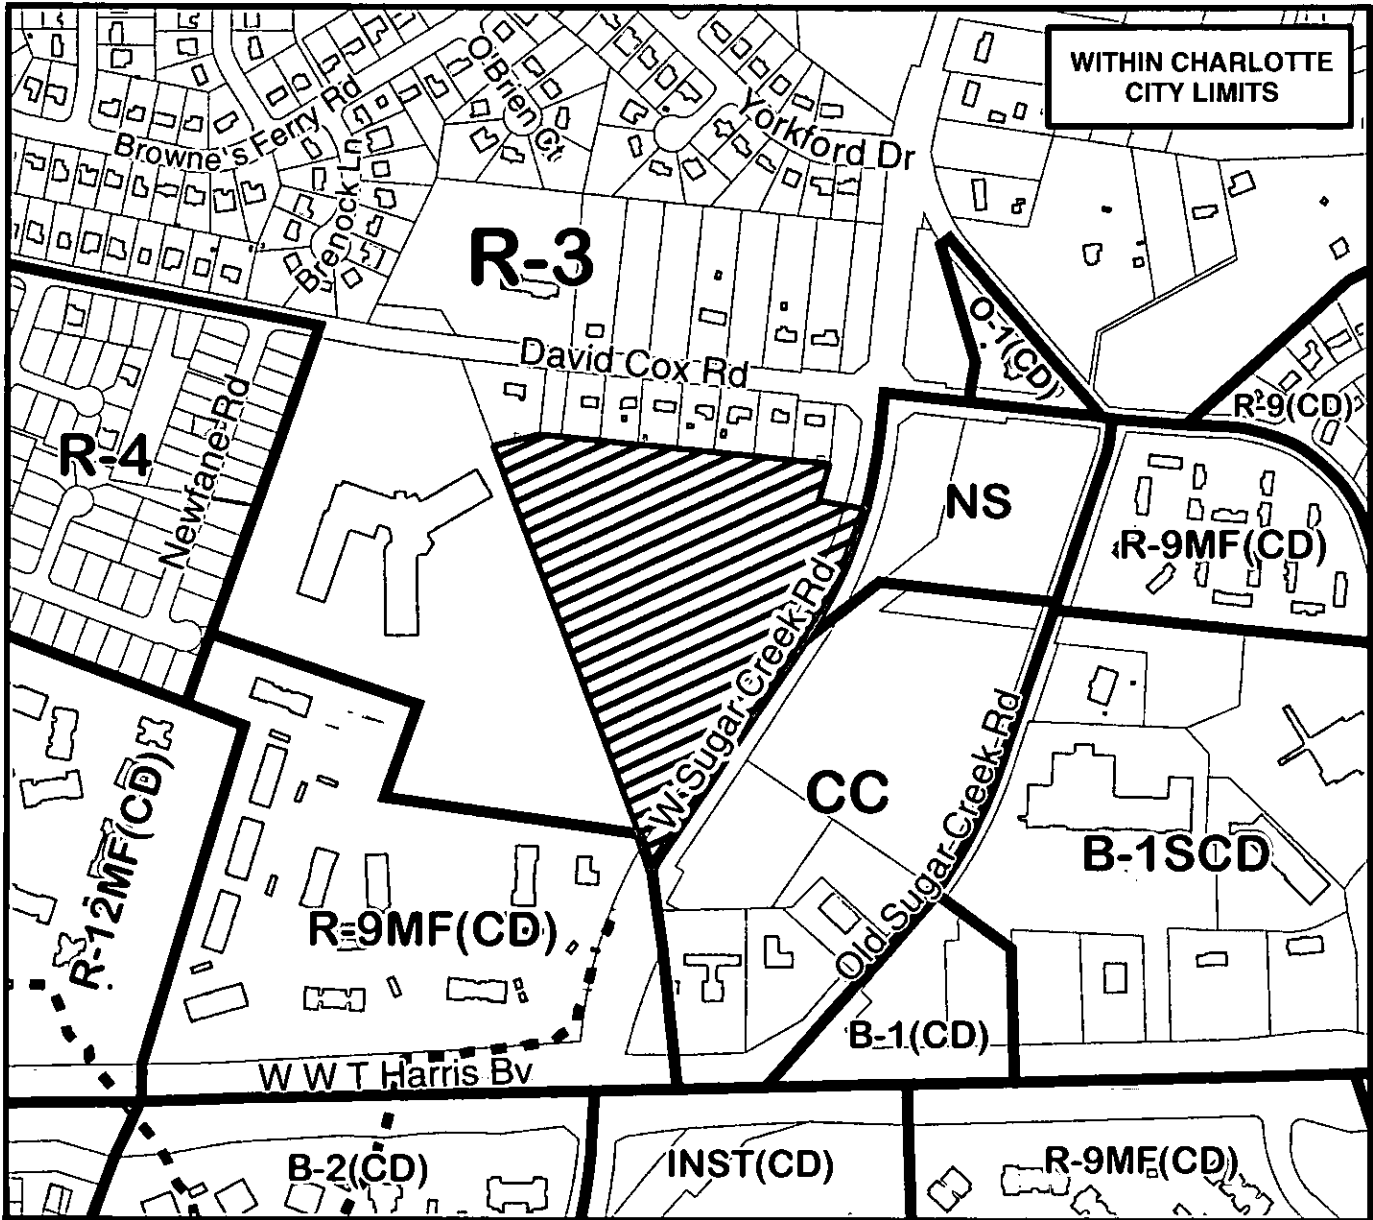 WITHIN CHARLOTTE
CITY LIMITS
O'Brien Ct
Yorkford Dr
Browne's Ferry Rd
Brenock Ln
R-3
O-1(CD)
David Cox Rd
R-9(CD)
R-4
Newfane Rd
NS
R-9MF(CD)
W Sugar Creek Rd
CC
Old Sugar Creek Rd
B-1SCD
R-12MF(CD)
R-9MF(CD)
B-1(CD)
W W T Harris Bv
B-2(CD)
INST(CD)
R-9MF(CD)